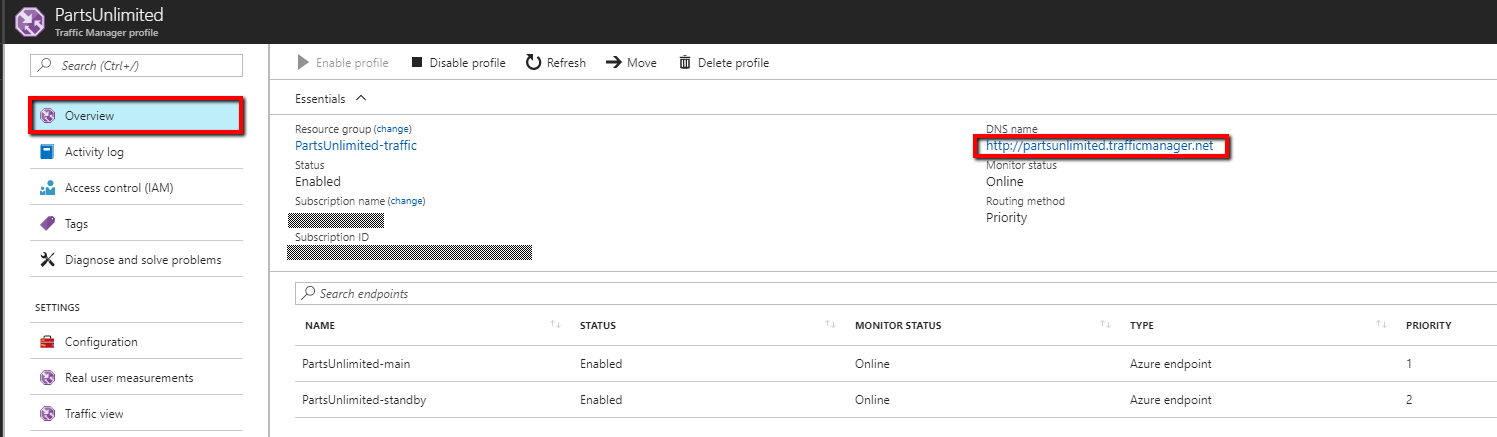 PartsUnlimited
Traffic Manager profile
Search (Ctrl+/)
Overview
Activity log
Access control (IAM)
Tags
Diagnose and solve problems
SETTINGS
Configuration
Real user measurements
Traffic view
Enable profile Disable profile Refresh Move Delete profile
Essentials
Resource group (change)
PartsUnlimited-traffic
Status
Enabled
Subscription name (change)
Subscription ID
DNS name
http://partsunlimited.trafficmanager.net
Monitor status
Online
Routing method
Priority
Search endpoints
NAME STATUS MONITOR STATUS TYPE PRIORITY
PartsUnlimited-main Enabled Online Azure endpoint 1
PartsUnlimited-standby Enabled Online Azure endpoint 2